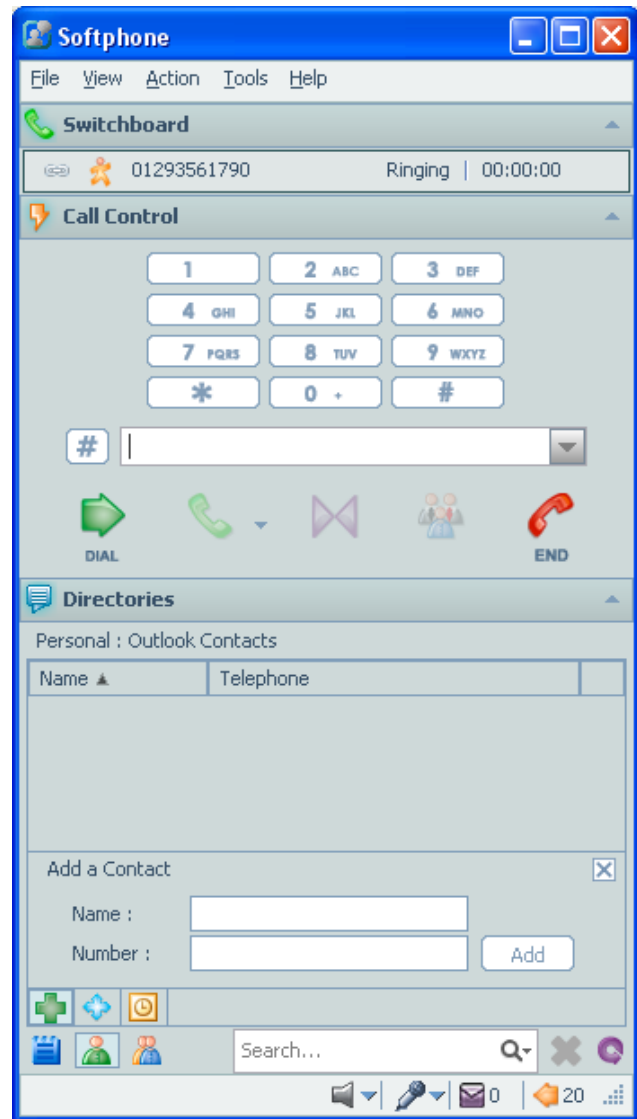 Softphone
File View Action Tools Help
Switchboard
01293561790 Ringing | 00:00:00
Call Control
1 2 ABC 3 DEF
4 GHI 5 JKL 6 MNO
7 PQRS 8 TUV 9 WXYZ
* 0 + #
#
DIAL END
Directories
Personal : Outlook Contacts
Name Telephone
Add a Contact
Name :
Number : Add
Search...
0 20